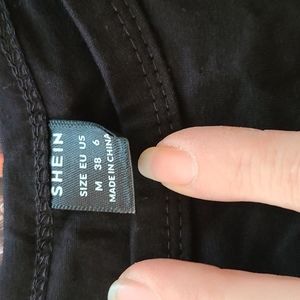 SHEIN
SIZE EU US
M 38 6
MADE IN CHINA